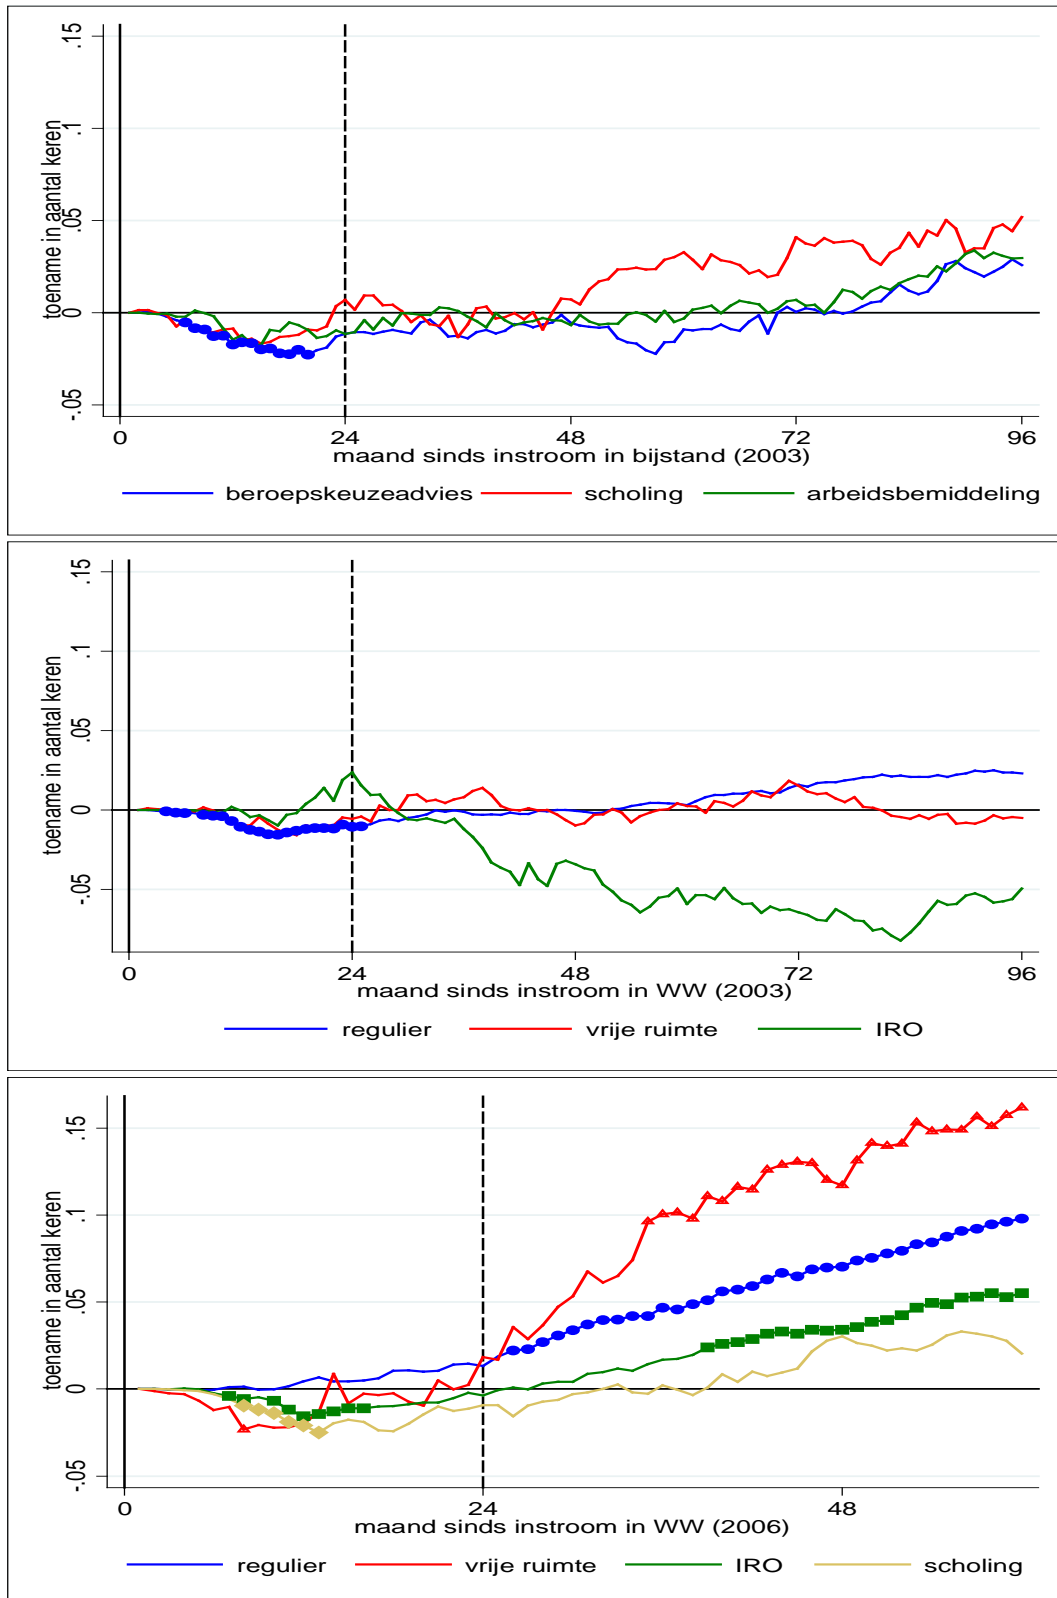 toename in aantal keren
.15
.1
.05
0
-.05
0 24 48 72 96
maand sinds instroom in bijstand (2003)
beroepskeuzeadvies scholing arbeidsbemiddeling
toename in aantal keren
.15
.1
.05
0
-.05
0 24 48 72 96
maand sinds instroom in WW (2003)
regulier vrije ruimte IRO
toename in aantal keren
.15
.1
.05
0
-.05
0 24 48
maand sinds instroom in WW (2006)
regulier vrije ruimte IRO scholing